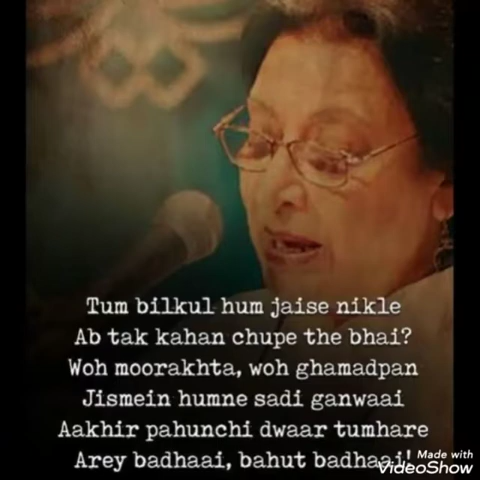 Tum bilkul hum jaise nikle
Ab tak kahan chupe the bhai?
Woh moorakhta, woh ghamadpan
Jismein humne sadi ganwaai
Aakhir pahunchi dwaar tumhare
Arey badhaai, bahut badhaai!
Made with
VideoShow